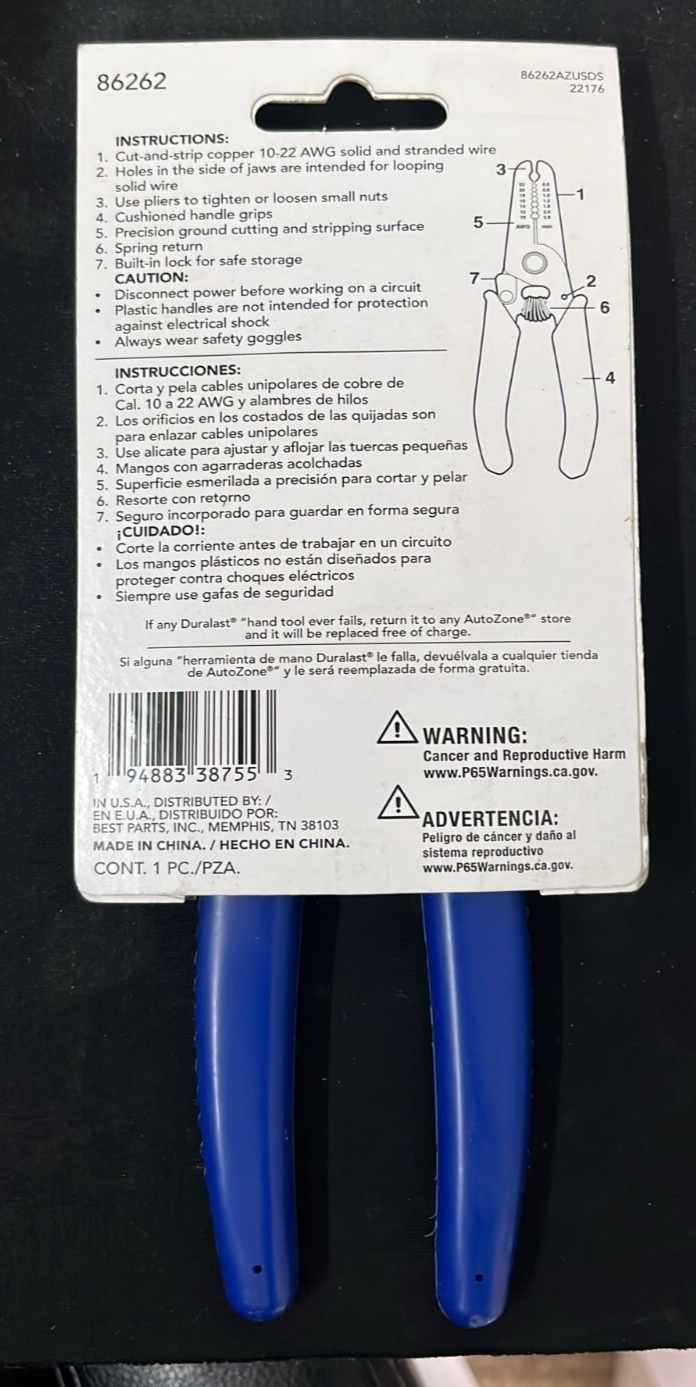 86262
86262AZUSDS
22176
INSTRUCTIONS:
1. Cut-and-strip copper 10-22 AWG solid and stranded wire
2. Holes in the side of jaws are intended for looping
solid wire
3. Use pliers to tighten or loosen small nuts
4. Cushioned handle grips
5. Precision ground cutting and stripping surface
6. Spring return
7. Built-in lock for safe storage
CAUTION:
• Disconnect power before working on a circuit
• Plastic handles are not intended for protection
against electrical shock
• Always wear safety goggles
3
1
5
AWG mm
7
2
6
4
INSTRUCCIONES:
1. Corta y pela cables unipolares de cobre de
Cal. 10 a 22 AWG y alambres de hilos
2. Los orificios en los costados de las quijadas son
para enlazar cables unipolares
3. Use alicate para ajustar y aflojar las tuercas pequeñas
4. Mangos con agarraderas acolchadas
5. Superficie esmerilada a precisión para cortar y pelar
6. Resorte con retorno
7. Seguro incorporado para guardar en forma segura
¡CUIDADO!:
• Corte la corriente antes de trabajar en un circuito
• Los mangos plásticos no están diseñados para
proteger contra choques eléctricos
• Siempre use gafas de seguridad
If any Duralast® "hand tool ever fails, return it to any AutoZone®" store
and it will be replaced free of charge.
Si alguna "herramienta de mano Duralast® le falla, devuélvala a cualquier tienda
de AutoZone®" y le será reemplazada de forma gratuita.
1 94883 38755 3
IN U.S.A., DISTRIBUTED BY: /
EN E.U.A., DISTRIBUIDO POR:
BEST PARTS, INC., MEMPHIS, TN 38103
MADE IN CHINA. / HECHO EN CHINA.
CONT. 1 PC./PZA.
WARNING:
Cancer and Reproductive Harm
www.P65Warnings.ca.gov.
ADVERTENCIA:
Peligro de cáncer y daño al
sistema reproductivo
www.P65Warnings.ca.gov.